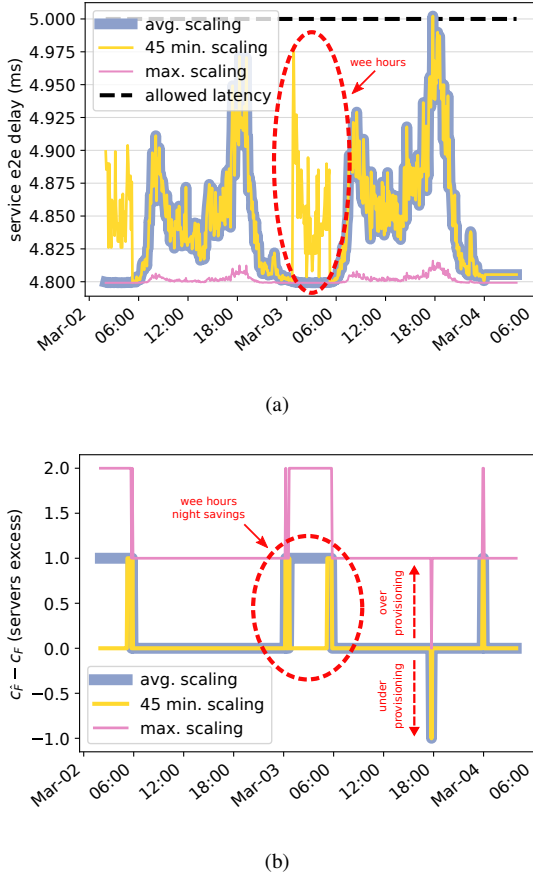 5.000
4.975
4.950
4.925
4.900
4.875
4.850
4.825
4.800
service e2e delay (ms)
avg. scaling
45 min. scaling
max. scaling
allowed latency
wee hours
Mar-02
06:00
12:00
18:00
Mar-03
06:00
12:00
18:00
Mar-04
06:00
(a)
2.0
1.5
1.0
0.5
0.0
−0.5
−1.0
c_F̂ − c_F (servers excess)
wee hours
night savings
over
provisioning
under
provisioning
avg. scaling
45 min. scaling
max. scaling
Mar-02
06:00
12:00
18:00
Mar-03
06:00
12:00
18:00
Mar-04
06:00
(b)